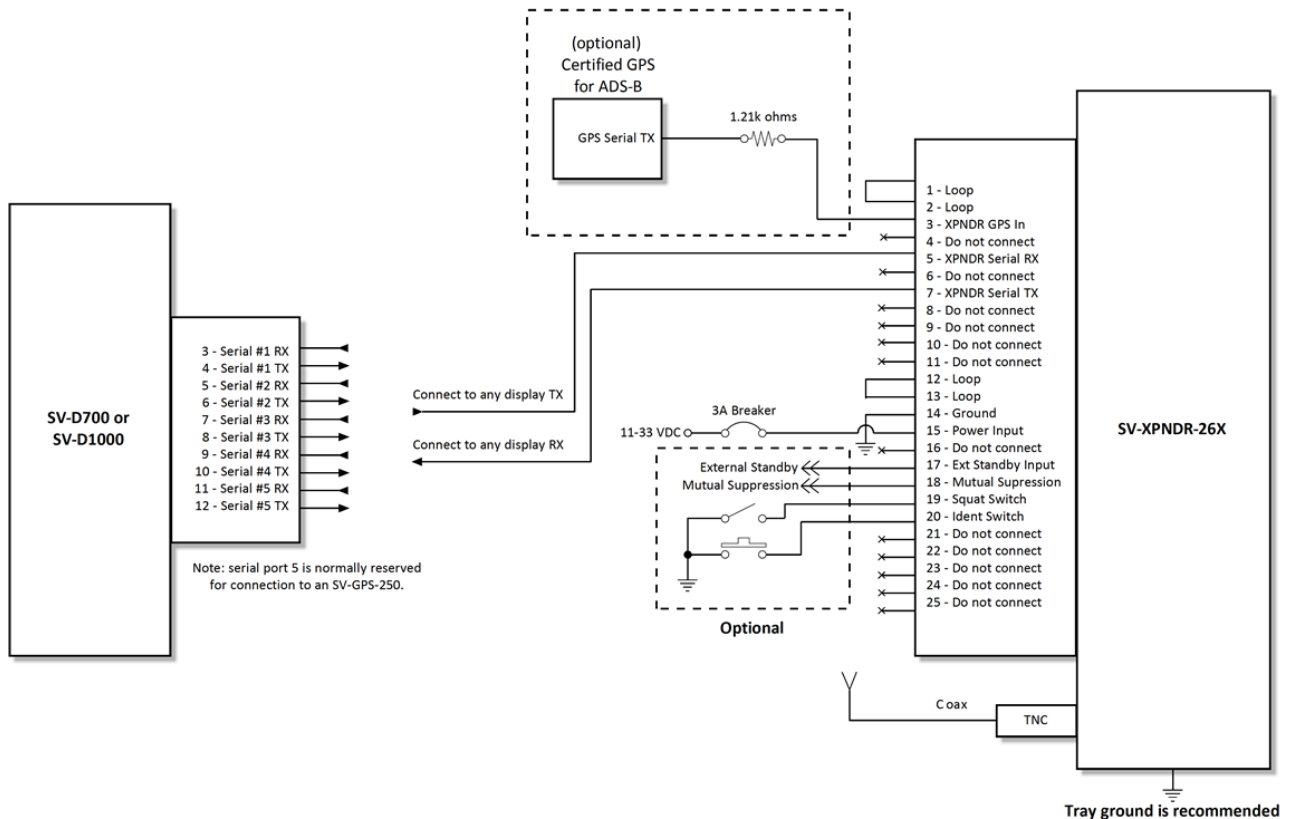 (optional)
Certified GPS
for ADS-B
GPS Serial TX
1.21k ohms
SV-D700 or
SV-D1000
3 - Serial #1 RX
4 - Serial #1 TX
5 - Serial #2 RX
6 - Serial #2 TX
7 - Serial #3 RX
8 - Serial #3 TX
9 - Serial #4 RX
10 - Serial #4 TX
11 - Serial #5 RX
12 - Serial #5 TX
Note: serial port 5 is normally reserved
for connection to an SV-GPS-250.
Connect to any display TX
Connect to any display RX
3A Breaker
11-33 VDC
External Standby
Mutual Suppression
Optional
1 - Loop
2 - Loop
3 - XPNDR GPS In
4 - Do not connect
5 - XPNDR Serial RX
6 - Do not connect
7 - XPNDR Serial TX
8 - Do not connect
9 - Do not connect
10 - Do not connect
11 - Do not connect
12 - Loop
13 - Loop
14 - Ground
15 - Power Input
16 - Do not connect
17 - Ext Standby Input
18 - Mutual Supression
19 - Squat Switch
20 - Ident Switch
21 - Do not connect
22 - Do not connect
23 - Do not connect
24 - Do not connect
25 - Do not connect
SV-XPNDR-26X
Coax
TNC
Tray ground is recommended